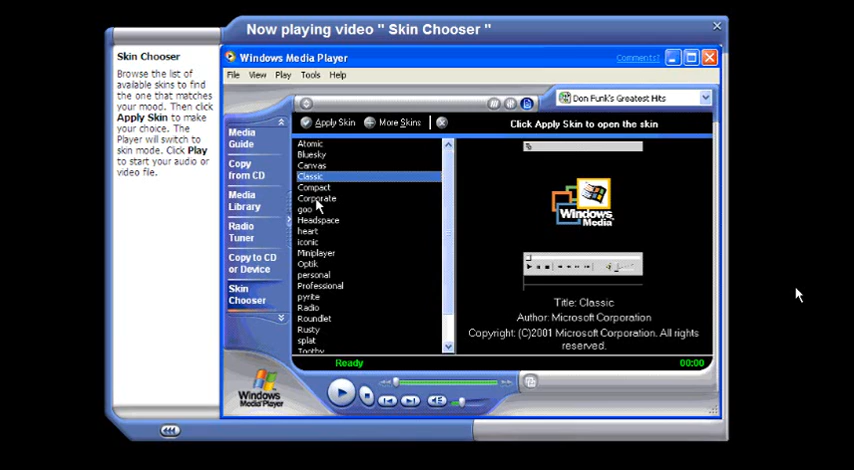 Now playing video " Skin Chooser "
Skin Chooser
Browse the list of
available skins to find
the one that matches
your mood. Then click
Apply Skin to make
your choice. The
Player will switch to
skin mode. Click Play
to start your audio or
video file.
Windows Media Player
Comments?
File View Play Tools Help
Don Funk's Greatest Hits
Apply Skin More Skins
Click Apply Skin to open the skin
Media
Guide
Copy
from CD
Media
Library
Radio
Tuner
Copy to CD
or Device
Skin
Chooser
Atomic
Bluesky
Canvas
Classic
Compact
Corporate
goo
Headspace
heart
iconic
Miniplayer
Optik
personal
Professional
pyrite
Radio
Roundlet
Rusty
splat
Toothy
Windows
Media
Title: Classic
Author: Microsoft Corporation
Copyright: (C)2001 Microsoft Corporation. All rights
reserved.
Ready
00:00
Windows
Media Player